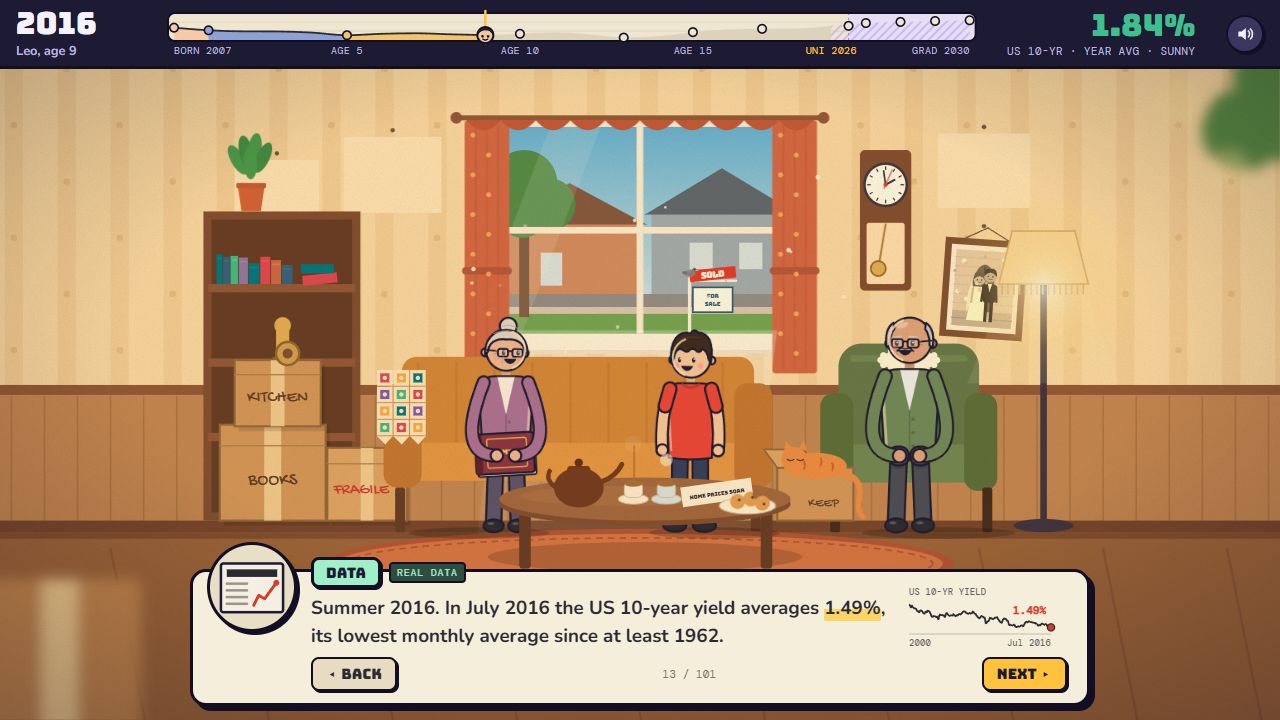 2016
Leo, age 9
BORN 2007
AGE 5
AGE 10
AGE 15
UNI 2026
GRAD 2030
1.84%
US 10-YR · YEAR AVG · SUNNY
SOLD
FOR
SALE
KITCHEN
BOOKS
FRAGILE
HOME PRICES SOAR
KEEP
DATA
REAL DATA
Summer 2016. In July 2016 the US 10-year yield averages 1.49%,
its lowest monthly average since at least 1962.
US 10-YR YIELD
1.49%
2000
Jul 2016
◂ BACK
13 / 101
NEXT ▸